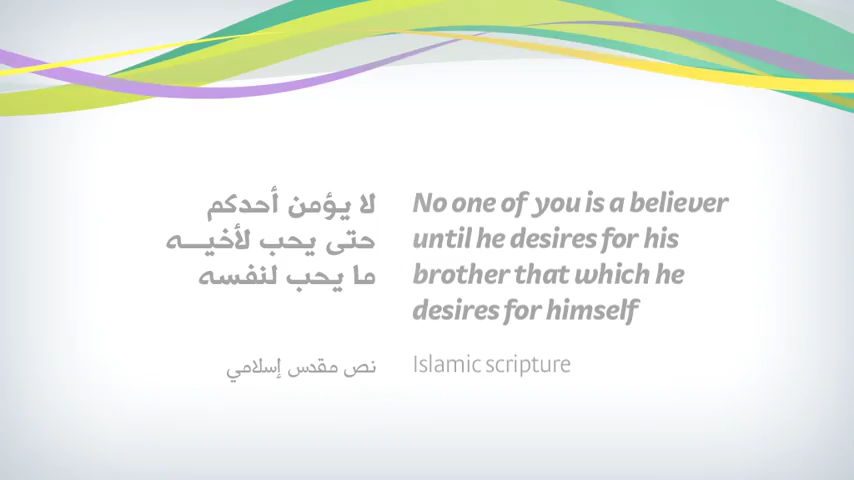 لا يؤمن أحدكم
حتى يحب لأخيـــه
ما يحب لنفسه
نص مقدس إسلامي
No one of you is a believer
until he desires for his
brother that which he
desires for himself
Islamic scripture